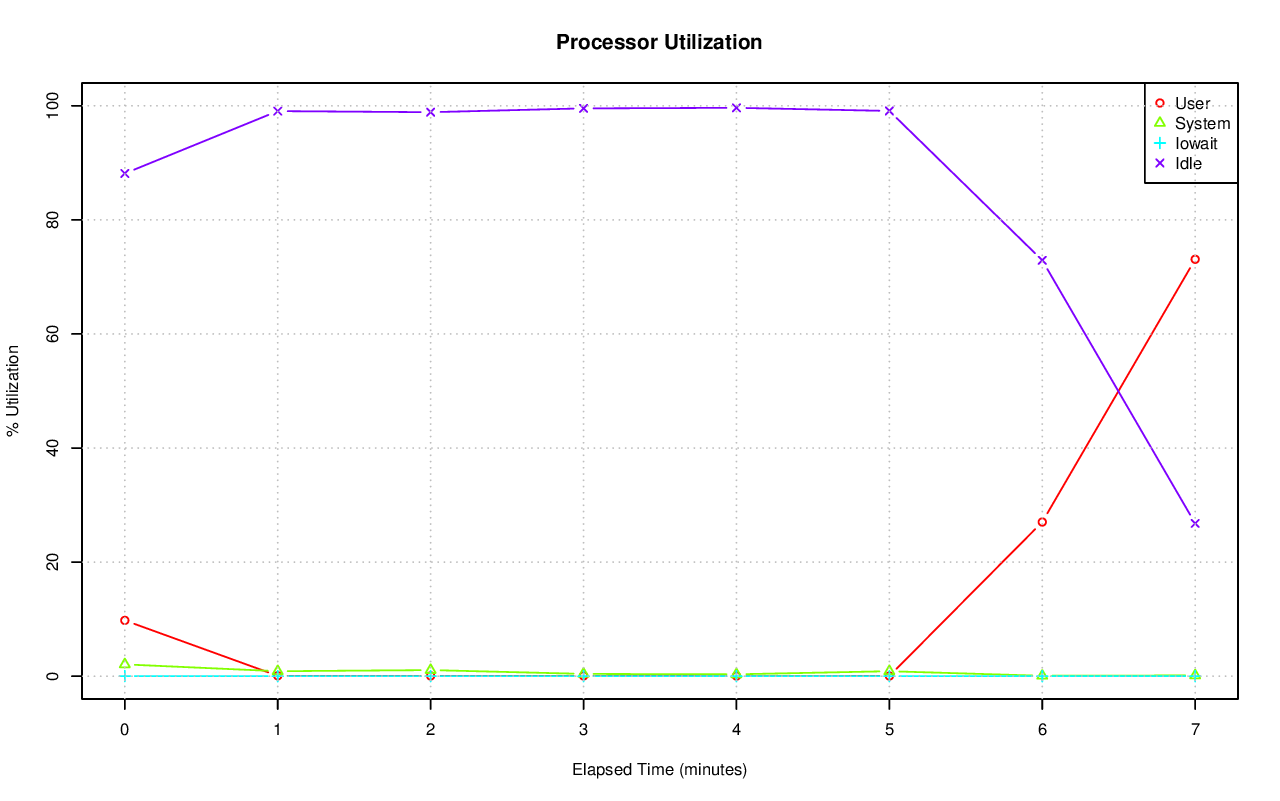 Processor Utilization
User
System
Iowait
Idle
% Utilization
100
80
60
40
20
0
0 1 2 3 4 5 6 7
Elapsed Time (minutes)